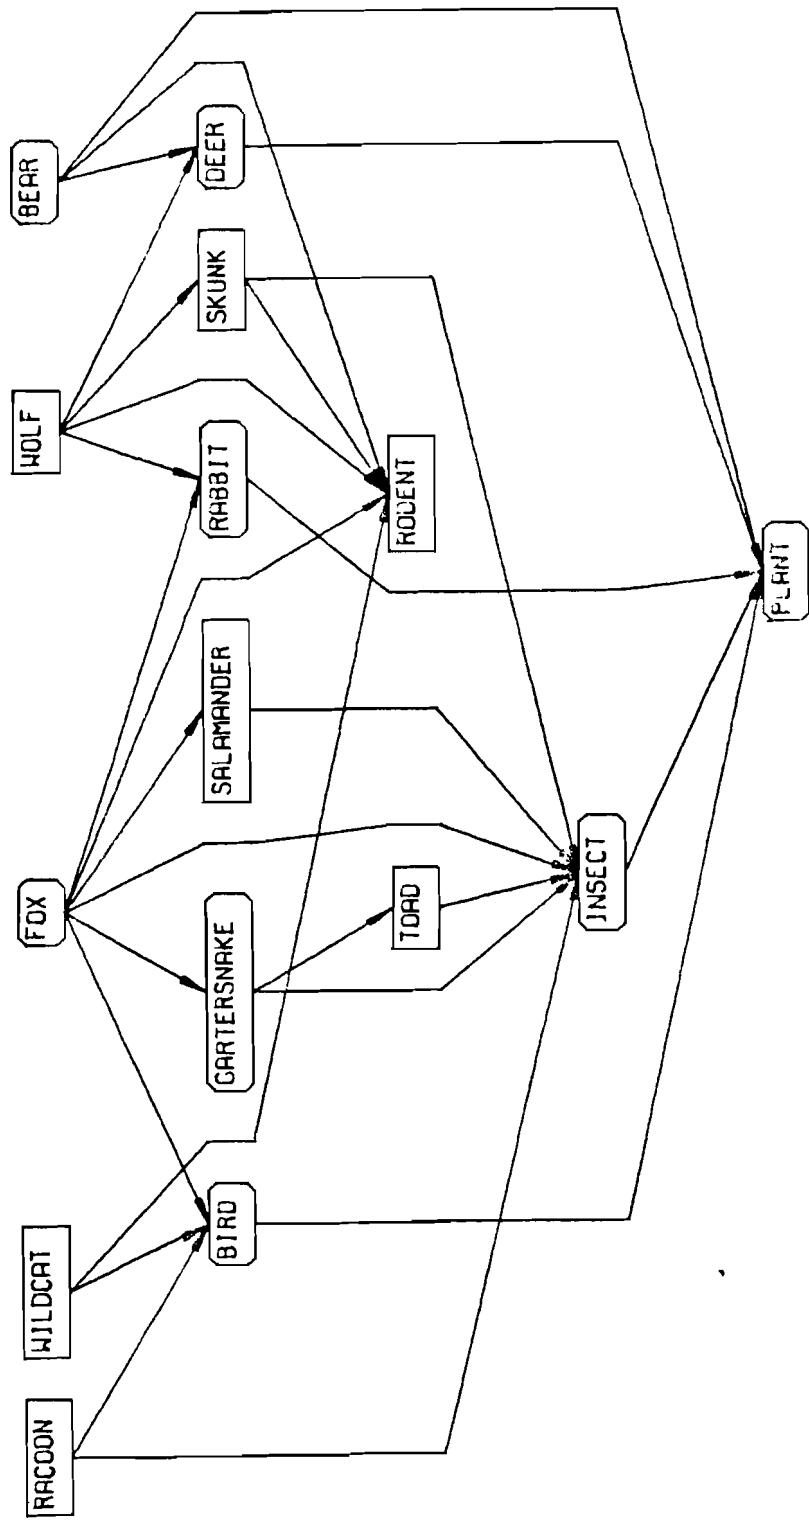 RACOON
WILDCAT
FOX
WOLF
BEAR
BIRD
GARTERSNAKE
SALAMANDER
RABBIT
SKUNK
DEER
TOAD
RODENT
INSECT
PLANT